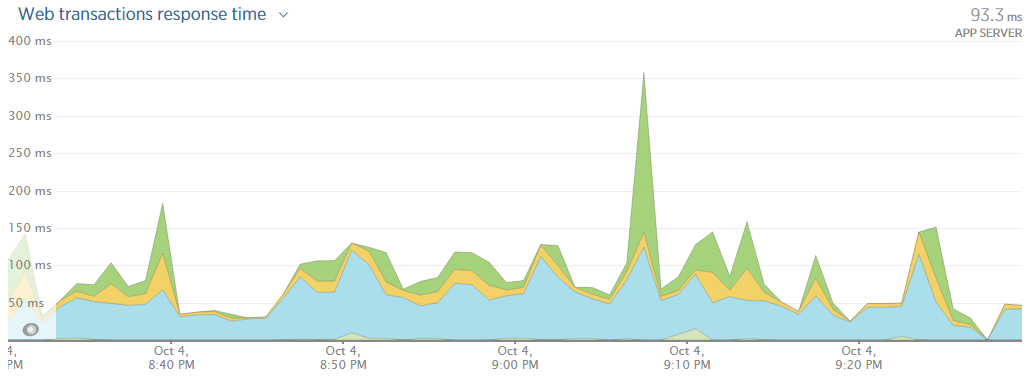 Web transactions response time
93.3 ms
APP SERVER
400 ms
350 ms
300 ms
250 ms
200 ms
150 ms
100 ms
50 ms
4,
PM
Oct 4,
8:40 PM
Oct 4,
8:50 PM
Oct 4,
9:00 PM
Oct 4,
9:10 PM
Oct 4,
9:20 PM